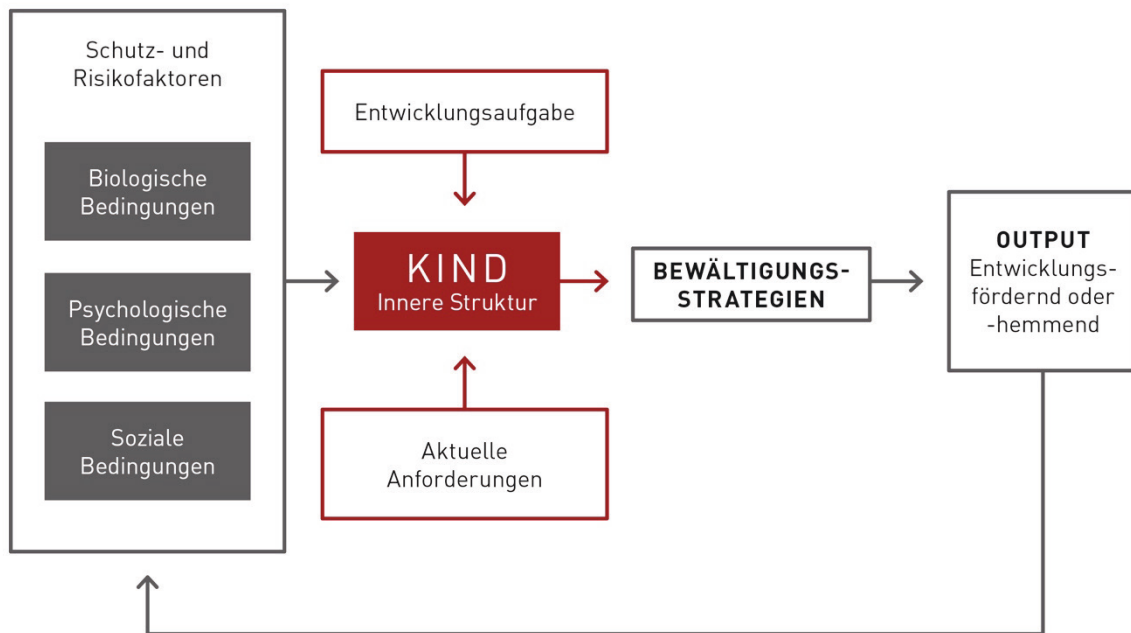 Schutz- und
Risikofaktoren
Biologische
Bedingungen
Psychologische
Bedingungen
Soziale
Bedingungen
Entwicklungsaufgabe
KIND
Innere Struktur
Aktuelle
Anforderungen
BEWÄLTIGUNGS-
STRATEGIEN
OUTPUT
Entwicklungs-
fördernd oder
-hemmend